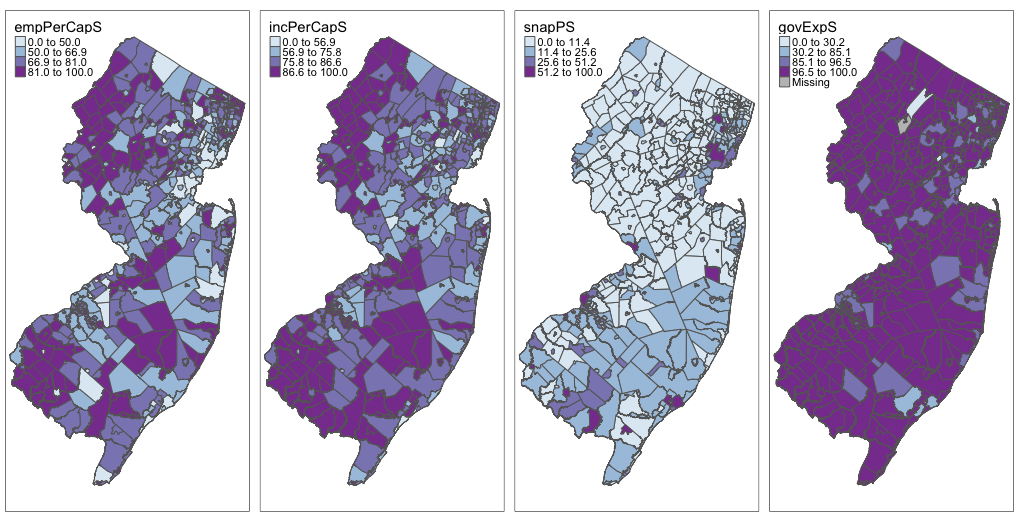 empPerCapS
0.0 to 50.0
50.0 to 66.9
66.9 to 81.0
81.0 to 100.0
incPerCapS
0.0 to 56.9
56.9 to 75.8
75.8 to 86.6
86.6 to 100.0
snapPS
0.0 to 11.4
11.4 to 25.6
25.6 to 51.2
51.2 to 100.0
govExpS
0.0 to 30.2
30.2 to 85.1
85.1 to 96.5
96.5 to 100.0
Missing